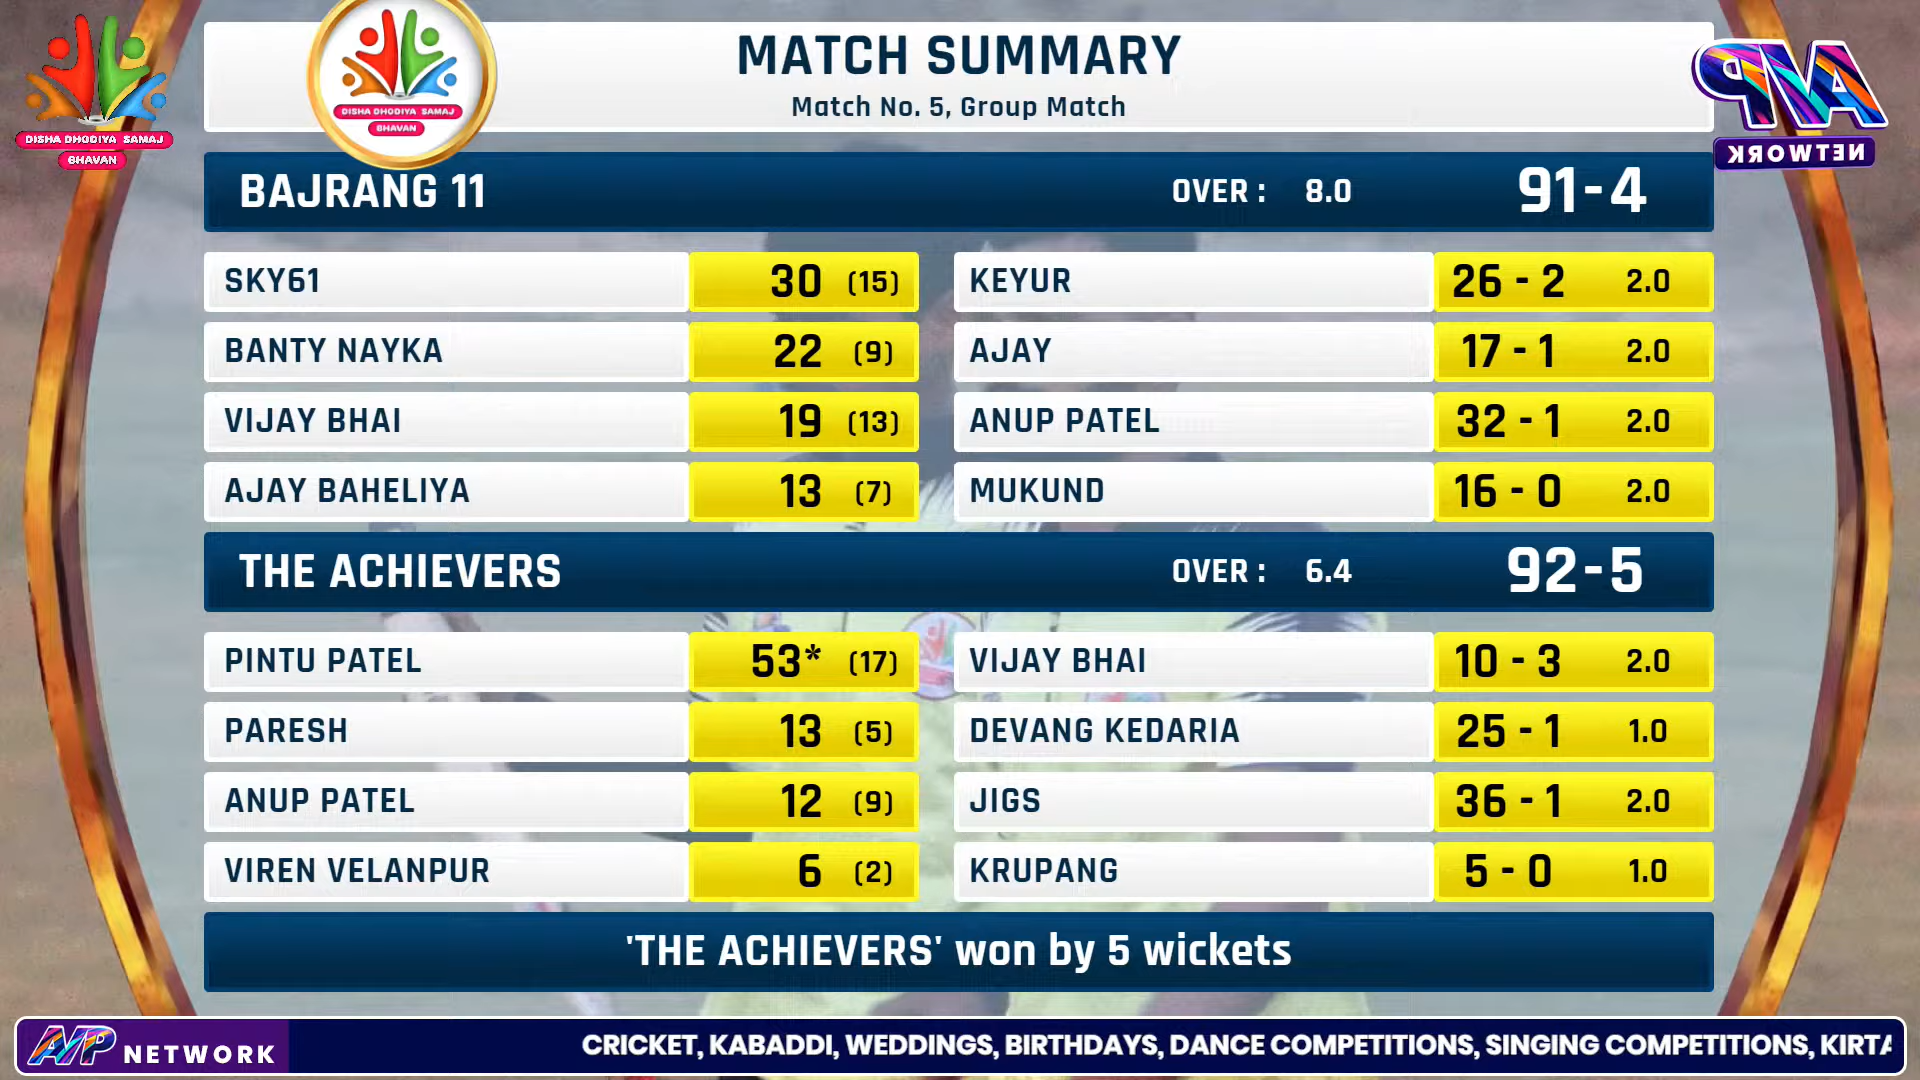 DISHA DHODIYA SAMAJ
BHAVAN
DISHA DHODIYA SAMAJ
BHAVAN
MATCH SUMMARY
Match No. 5, Group Match
AVP
NETWORK
BAJRANG 11 OVER : 8.0 91-4
SKY61 30 (15) KEYUR 26 - 2 2.0
BANTY NAYKA 22 (9) AJAY 17 - 1 2.0
VIJAY BHAI 19 (13) ANUP PATEL 32 - 1 2.0
AJAY BAHELIYA 13 (7) MUKUND 16 - 0 2.0
THE ACHIEVERS OVER : 6.4 92-5
PINTU PATEL 53* (17) VIJAY BHAI 10 - 3 2.0
PARESH 13 (5) DEVANG KEDARIA 25 - 1 1.0
ANUP PATEL 12 (9) JIGS 36 - 1 2.0
VIREN VELANPUR 6 (2) KRUPANG 5 - 0 1.0
'THE ACHIEVERS' won by 5 wickets
AVP NETWORK CRICKET, KABADDI, WEDDINGS, BIRTHDAYS, DANCE COMPETITIONS, SINGING COMPETITIONS, KIRTA